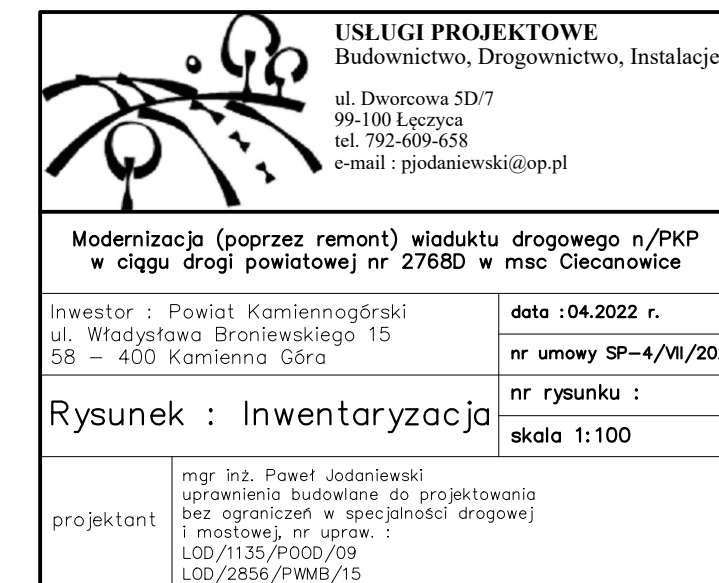 USŁUGI PROJEKTOWE
Budownictwo, Drogownictwo, Instalacje
ul. Dworcowa 5D/7
99-100 Łęczyca
tel. 792-609-658
e-mail : pjodaniewski@op.pl
Modernizacja (poprzez remont) wiaduktu drogowego n/PKP
w ciągu drogi powiatowej nr 2768D w msc Ciecanowice
Inwestor : Powiat Kamiennogórski
ul. Władysława Broniewskiego 15
58 – 400 Kamienna Góra
data :04.2022 r.
nr umowy SP–4/VII/20
Rysunek : Inwentaryzacja
nr rysunku :
skala 1:100
projektant
mgr inż. Paweł Jodaniewski
uprawnienia budowlane do projektowania
bez ograniczeń w specjalności drogowej
i mostowej, nr upraw. :
LOD/1135/POOD/09
LOD/2856/PWMB/15